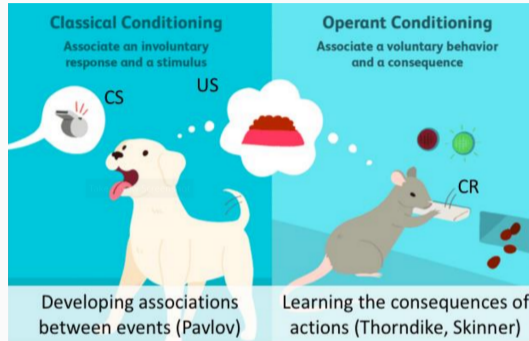 Classical Conditioning
Associate an involuntary
response and a stimulus
CS
US
Developing associations
between events (Pavlov)
Operant Conditioning
Associate a voluntary behavior
and a consequence
CR
Learning the consequences of
actions (Thorndike, Skinner)